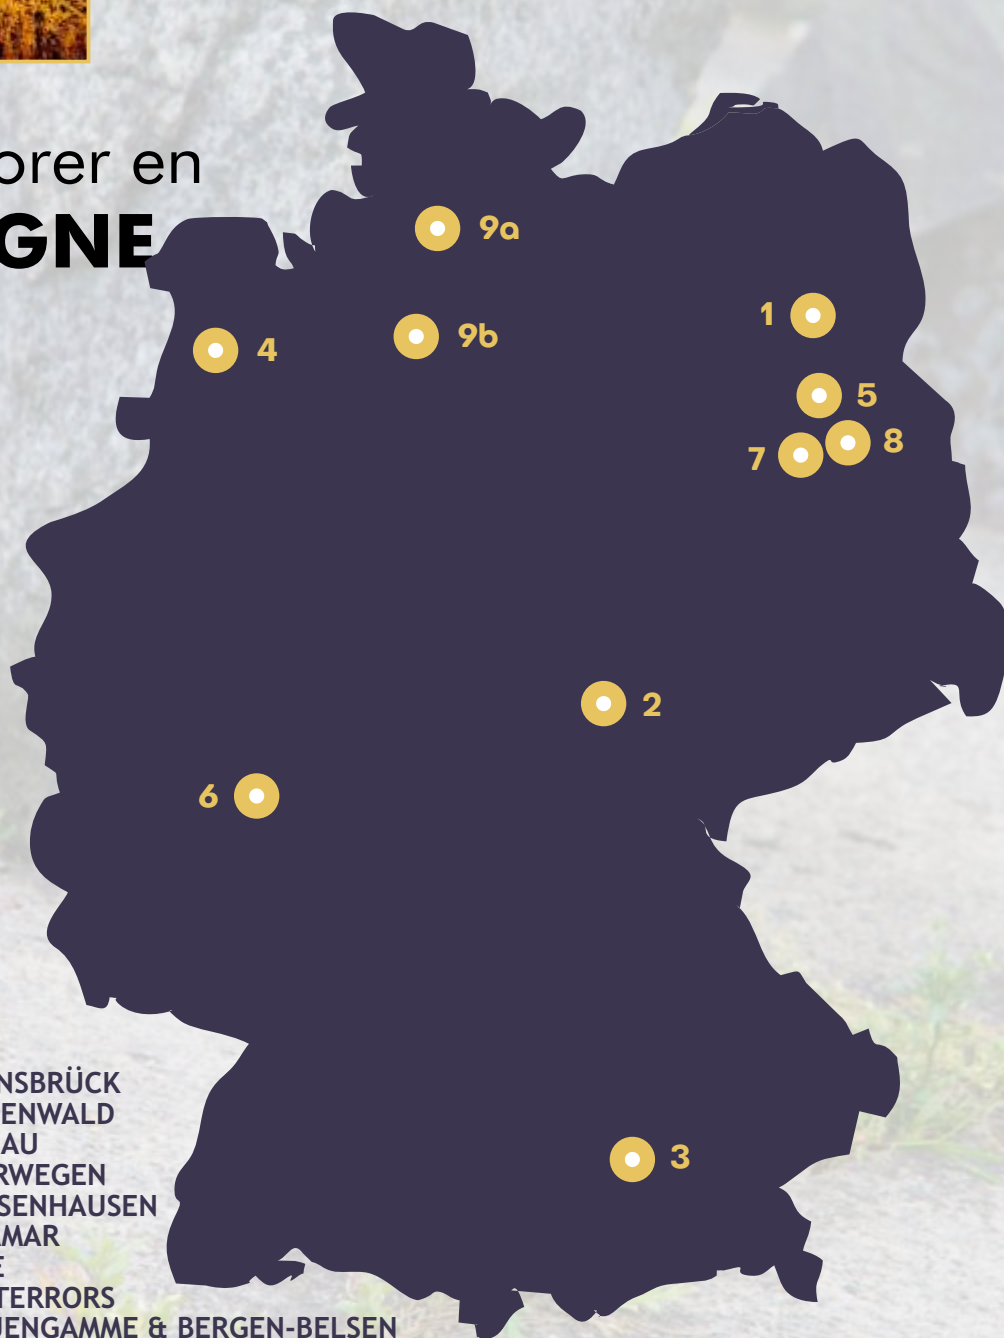 orer en
GNE
9a
9b
4
1
5
8
7
2
6
3
NSBRÜCK
ENWALD
AU
RWEGEN
SENHAUSEN
MAR
E
TERRORS
ENGAMME & BERGEN-BELSEN